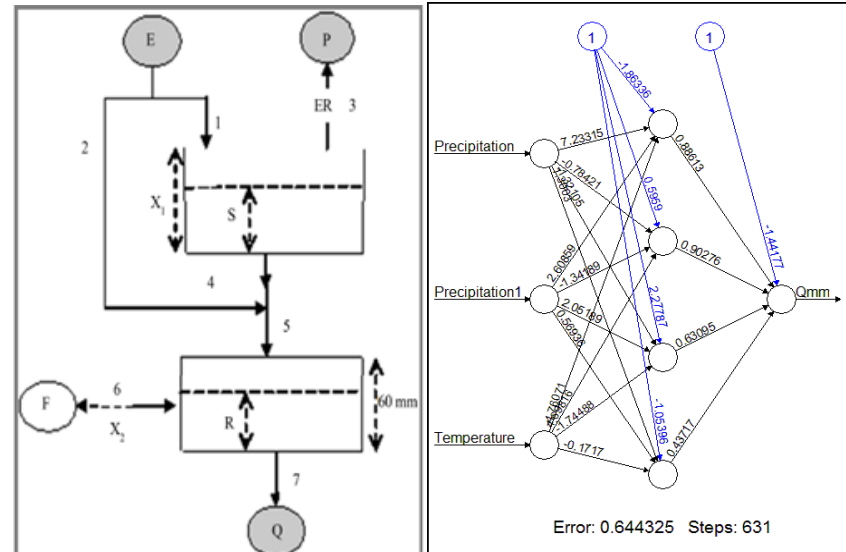 E
P
ER 3
1
2
X1
S
4
5
6
F
X2
R
60 mm
7
Q
1
1
Precipitation
Precipitation1
Temperature
-1.86336
7.23315
-0.78421
0.5959
0.88613
2.60859
-1.34189
2.05189
0.56936
2.27787
0.90276
-1.44177
Qmm
0.63095
-1.74488
-0.1717
-1.05396
0.43717
Error: 0.644325 Steps: 631